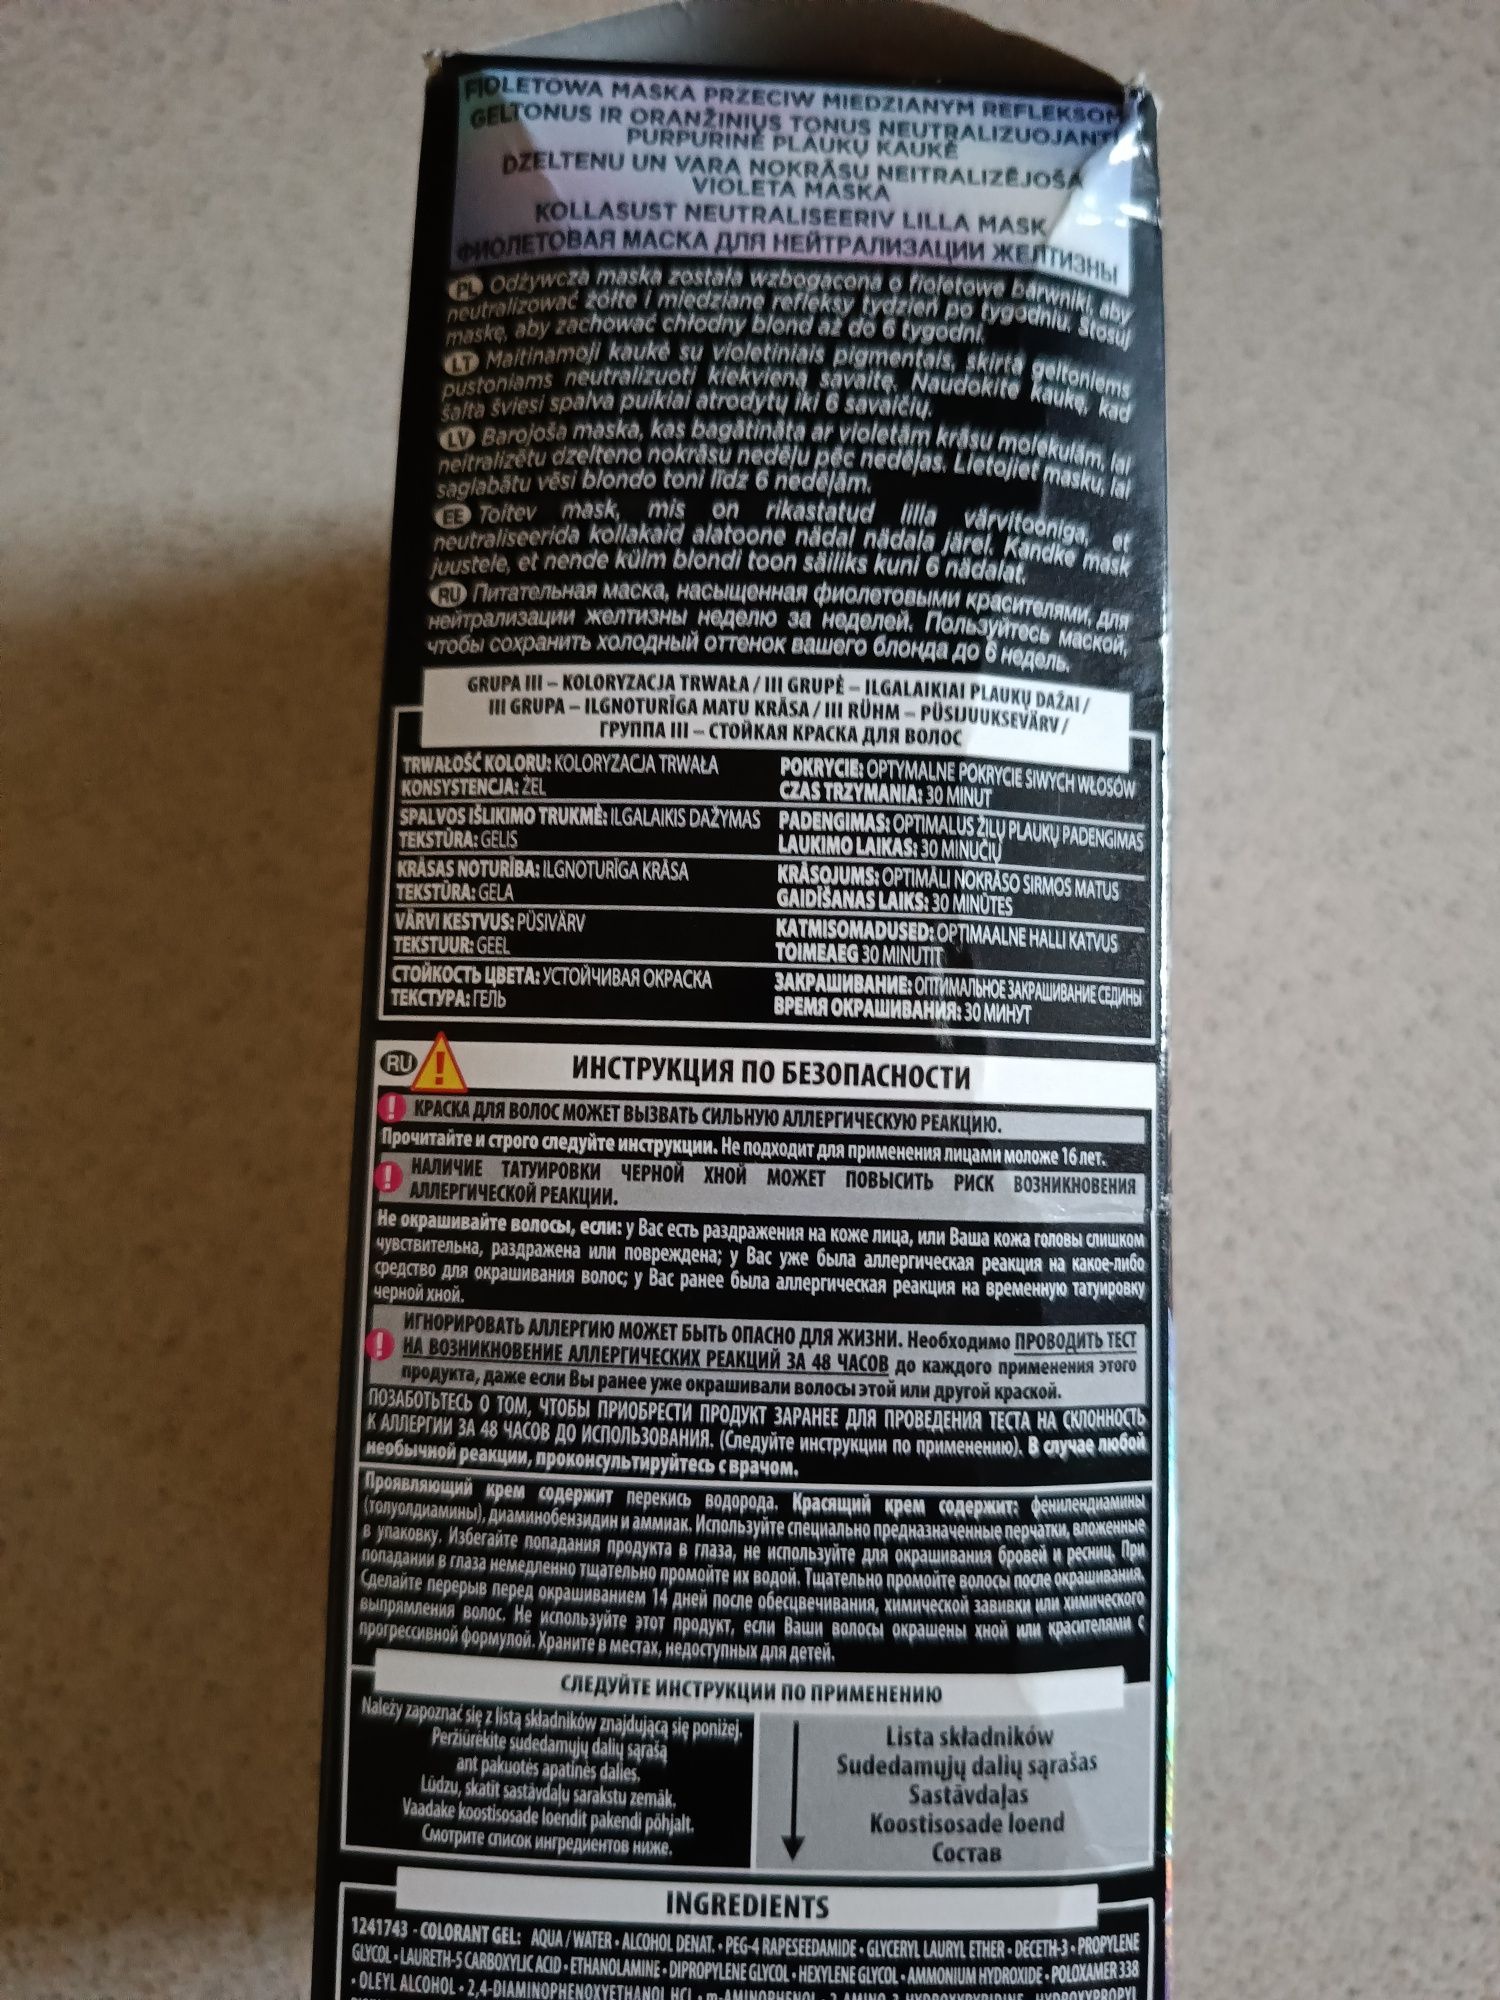 FIOLETOWA MASKA PRZECIW MIEDZIANYM REFLEKSOM
GELTONUS IR ORANŽINIUS TONUS NEUTRALIZUOJANTI
PURPURINĖ PLAUKŲ KAUKĖ
DZELTENU UN VARA NOKRĀSU NEITRALIZĒJOŠA
VIOLETA MASKA
KOLLASUST NEUTRALISEERIV LILLA MASK
ФИОЛЕТОВАЯ МАСКА ДЛЯ НЕЙТРАЛИЗАЦИИ ЖЕЛТИЗНЫ
PL Odżywcza maska została wzbogacona o fioletowe barwniki, aby
neutralizować żółte i miedziane refleksy tydzień po tygodniu. Stosuj
maskę, aby zachować chłodny blond aż do 6 tygodni.
LT Maitinamoji kaukė su violetiniais pigmentais, skirta geltoniems
pustoniams neutralizuoti kiekvieną savaitę. Naudokite kaukę, kad
šalta šviesi spalva puikiai atrodytų iki 6 savaičių.
LV Barojoša maska, kas bagātināta ar violetām krāsu molekulām, lai
neitralizētu dzelteno nokrāsu nedēļu pēc nedēļas. Lietojiet masku, lai
saglabātu vēsi blondo toni līdz 6 nedēļām.
EE Toitev mask, mis on rikastatud lilla värvitooniga, et
neutraliseerida kollakaid alatoone nädal nädala järel. Kandke mask
juustele, et nende külm blondi toon säiliks kuni 6 nädalat.
RU Питательная маска, насыщенная фиолетовыми красителями, для
нейтрализации желтизны неделю за неделей. Пользуйтесь маской,
чтобы сохранить холодный оттенок вашего блонда до 6 недель.
GRUPA III – KOLORYZACJA TRWAŁA / III GRUPĖ – ILGALAIKIAI PLAUKŲ DAŽAI /
III GRUPA – ILGNOTURĪGA MATU KRĀSA / III RÜHM – PÜSIJUUKSEVÄRV /
ГРУППА III – СТОЙКАЯ КРАСКА ДЛЯ ВОЛОС
TRWAŁOŚĆ KOLORU: KOLORYZACJA TRWAŁA
KONSYSTENCJA: ŻEL
POKRYCIE: OPTYMALNE POKRYCIE SIWYCH WŁOSÓW
CZAS TRZYMANIA: 30 MINUT
SPALVOS IŠLIKIMO TRUKMĖ: ILGALAIKIS DAŽYMAS
TEKSTŪRA: GELIS
PADENGIMAS: OPTIMALUS ŽILŲ PLAUKŲ PADENGIMAS
LAUKIMO LAIKAS: 30 MINUČIŲ
KRĀSAS NOTURĪBA: ILGNOTURĪGA KRĀSA
TEKSTŪRA: GELA
KRĀSOJUMS: OPTIMĀLI NOKRĀSO SIRMOS MATUS
GAIDĪŠANAS LAIKS: 30 MINŪTES
VÄRVI KESTVUS: PÜSIVÄRV
TEKSTUUR: GEEL
KATMISOMADUSED: OPTIMAALNE HALLI KATVUS
TOIMEAEG 30 MINUTIT
СТОЙКОСТЬ ЦВЕТА: УСТОЙЧИВАЯ ОКРАСКА
ТЕКСТУРА: ГЕЛЬ
ЗАКРАШИВАНИЕ: ОПТИМАЛЬНОЕ ЗАКРАШИВАНИЕ СЕДИНЫ
ВРЕМЯ ОКРАШИВАНИЯ: 30 МИНУТ
RU ! ИНСТРУКЦИЯ ПО БЕЗОПАСНОСТИ
! КРАСКА ДЛЯ ВОЛОС МОЖЕТ ВЫЗВАТЬ СИЛЬНУЮ АЛЛЕРГИЧЕСКУЮ РЕАКЦИЮ.
Прочитайте и строго следуйте инструкции. Не подходит для применения лицами моложе 16 лет.
! НАЛИЧИЕ ТАТУИРОВКИ ЧЕРНОЙ ХНОЙ МОЖЕТ ПОВЫСИТЬ РИСК ВОЗНИКНОВЕНИЯ
АЛЛЕРГИЧЕСКОЙ РЕАКЦИИ.
Не окрашивайте волосы, если: у Вас есть раздражения на коже лица, или Ваша кожа головы слишком
чувствительна, раздражена или повреждена; у Вас уже была аллергическая реакция на какое-либо
средство для окрашивания волос; у Вас ранее была аллергическая реакция на временную татуировку
черной хной.
! ИГНОРИРОВАТЬ АЛЛЕРГИЮ МОЖЕТ БЫТЬ ОПАСНО ДЛЯ ЖИЗНИ. Необходимо ПРОВОДИТЬ ТЕСТ
НА ВОЗНИКНОВЕНИЕ АЛЛЕРГИЧЕСКИХ РЕАКЦИЙ ЗА 48 ЧАСОВ до каждого применения этого
продукта, даже если Вы ранее уже окрашивали волосы этой или другой краской.
ПОЗАБОТЬТЕСЬ О ТОМ, ЧТОБЫ ПРИОБРЕСТИ ПРОДУКТ ЗАРАНЕЕ ДЛЯ ПРОВЕДЕНИЯ ТЕСТА НА СКЛОННОСТЬ
К АЛЛЕРГИИ ЗА 48 ЧАСОВ ДО ИСПОЛЬЗОВАНИЯ. (Следуйте инструкции по применению). В случае любой
необычной реакции, проконсультируйтесь с врачом.
Проявляющий крем содержит перекись водорода. Красящий крем содержит: фенилендиамины
(толуолдиамины), диаминобензидин и аммиак. Используйте специально предназначенные перчатки, вложенные
в упаковку. Избегайте попадания продукта в глаза, не используйте для окрашивания бровей и ресниц. При
попадании в глаза немедленно тщательно промойте их водой. Тщательно промойте волосы после окрашивания.
Сделайте перерыв перед окрашиванием 14 дней после обесцвечивания, химической завивки или химического
выпрямления волос. Не используйте этот продукт, если Ваши волосы окрашены хной или красителями с
прогрессивной формулой. Храните в местах, недоступных для детей.
СЛЕДУЙТЕ ИНСТРУКЦИИ ПО ПРИМЕНЕНИЮ
Należy zapoznać się z listą składników znajdującą się poniżej.
Peržiūrėkite sudedamųjų dalių sąrašą
ant pakuotės apatinės dalies.
Lūdzu, skatīt sastāvdaļu sarakstu zemāk.
Vaadake koostisosade loendit pakendi põhjalt.
Смотрите список ингредиентов ниже.
Lista składników
Sudedamųjų dalių sąrašas
Sastāvdaļas
Koostisosade loend
Состав
INGREDIENTS
1241743 - COLORANT GEL: AQUA / WATER • ALCOHOL DENAT. • PEG-4 RAPESEEDAMIDE • GLYCERYL LAURYL ETHER • DECETH-3 • PROPYLENE
GLYCOL • LAURETH-5 CARBOXYLIC ACID • ETHANOLAMINE • DIPROPYLENE GLYCOL • HEXYLENE GLYCOL • AMMONIUM HYDROXIDE • POLOXAMER 338
• OLEYL ALCOHOL • 2,4-DIAMINOPHENOXYETHANOL HCL • m-AMINOPHENOL • 2-AMINO-3-HYDROXYPYRIDINE